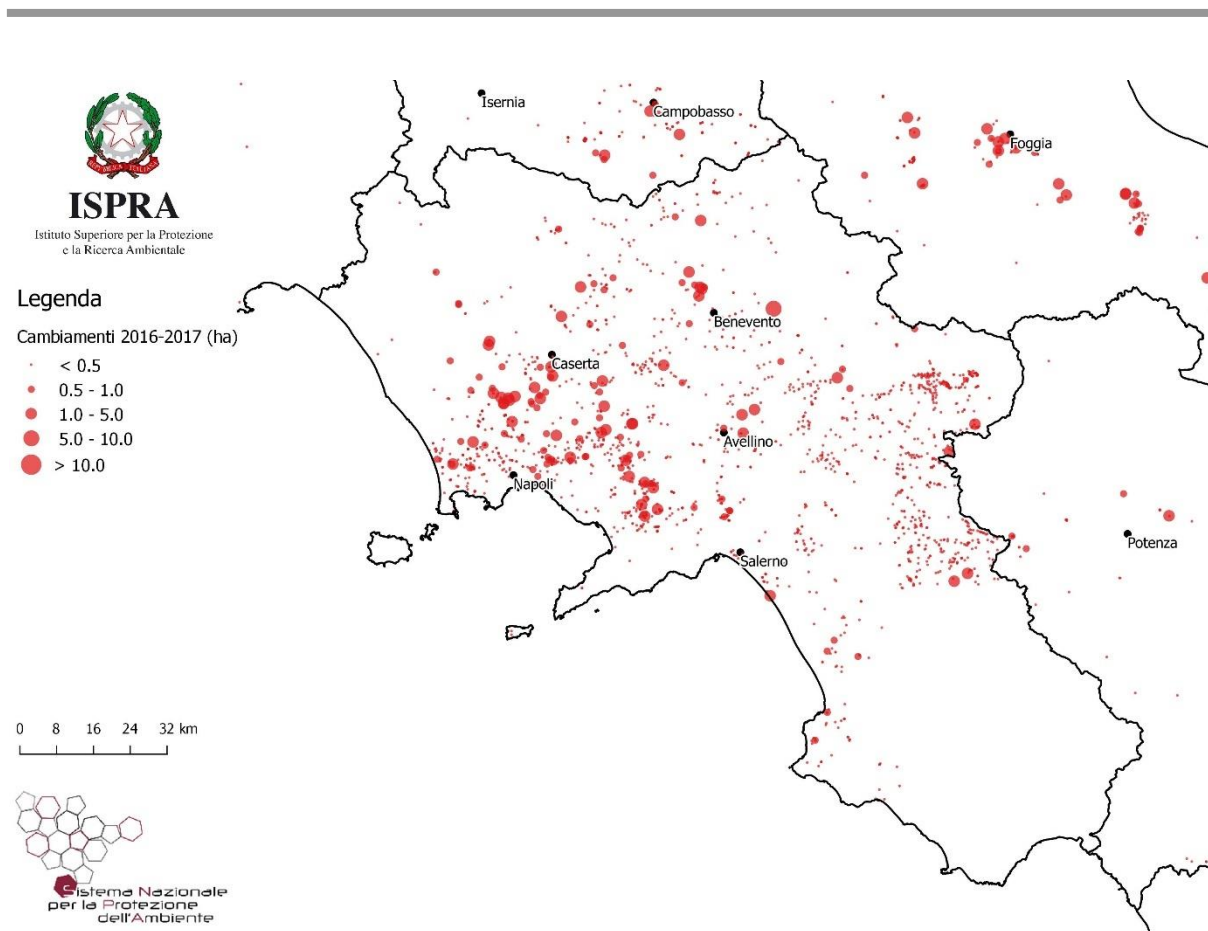 REPVBBLICA ITALIANA
ISPRA
Istituto Superiore per la Protezione
e la Ricerca Ambientale
Legenda
Cambiamenti 2016-2017 (ha)
< 0.5
0.5 - 1.0
1.0 - 5.0
5.0 - 10.0
> 10.0
Isernia
Campobasso
Foggia
Benevento
Caserta
Avellino
Napoli
Potenza
Salerno
0 8 16 24 32 km
Sistema Nazionale
per la Protezione
dell'Ambiente